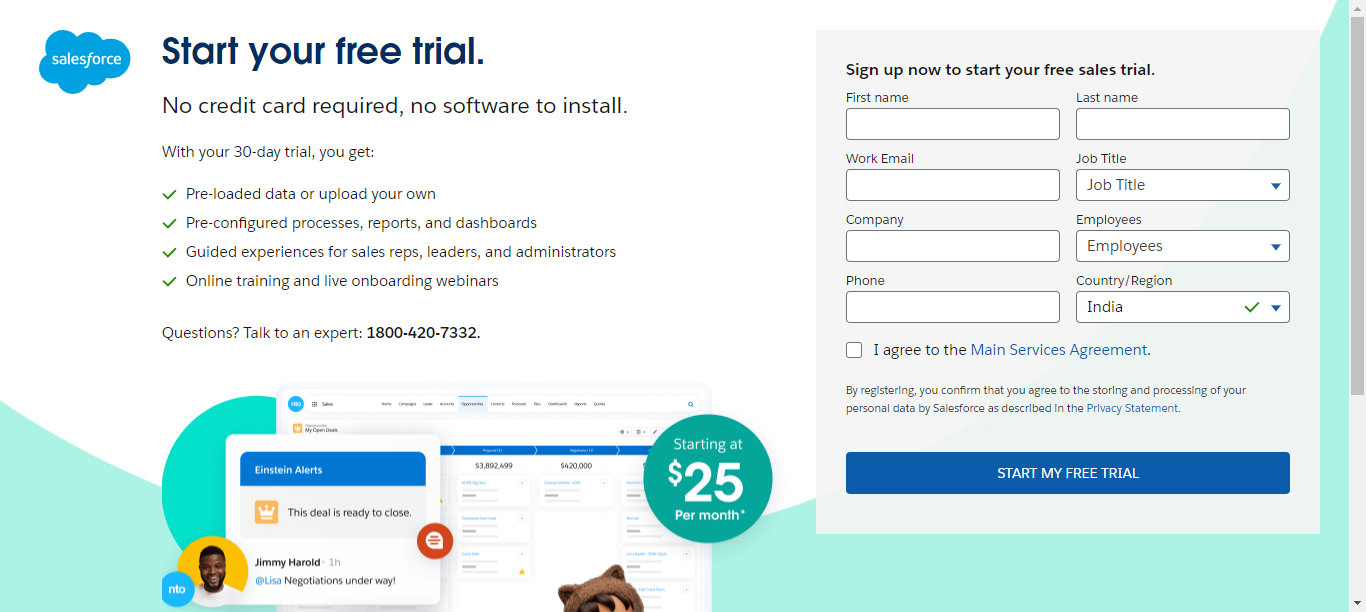 salesforce
Start your free trial.
No credit card required, no software to install.
With your 30-day trial, you get:
Pre-loaded data or upload your own
Pre-configured processes, reports, and dashboards
Guided experiences for sales reps, leaders, and administrators
Online training and live onboarding webinars
Questions? Talk to an expert: 1800-420-7332.
Sign up now to start your free sales trial.
First name
Last name
Work Email
Job Title
Job Title
Company
Employees
Employees
Phone
Country/Region
India
I agree to the Main Services Agreement.
By registering, you confirm that you agree to the storing and processing of your
personal data by Salesforce as described in the Privacy Statement.
START MY FREE TRIAL
nto Sales Home Campaigns Leads Accounts Opportunities Contacts Forecasts Files Dashboards Reports Quotes
Opportunities
My Open Deals
$3,892,499 $420,000
Einstein Alerts
This deal is ready to close.
Jimmy Harold · 1h
@Lisa Negotiations under way!
nto
Starting at
$25
Per month*